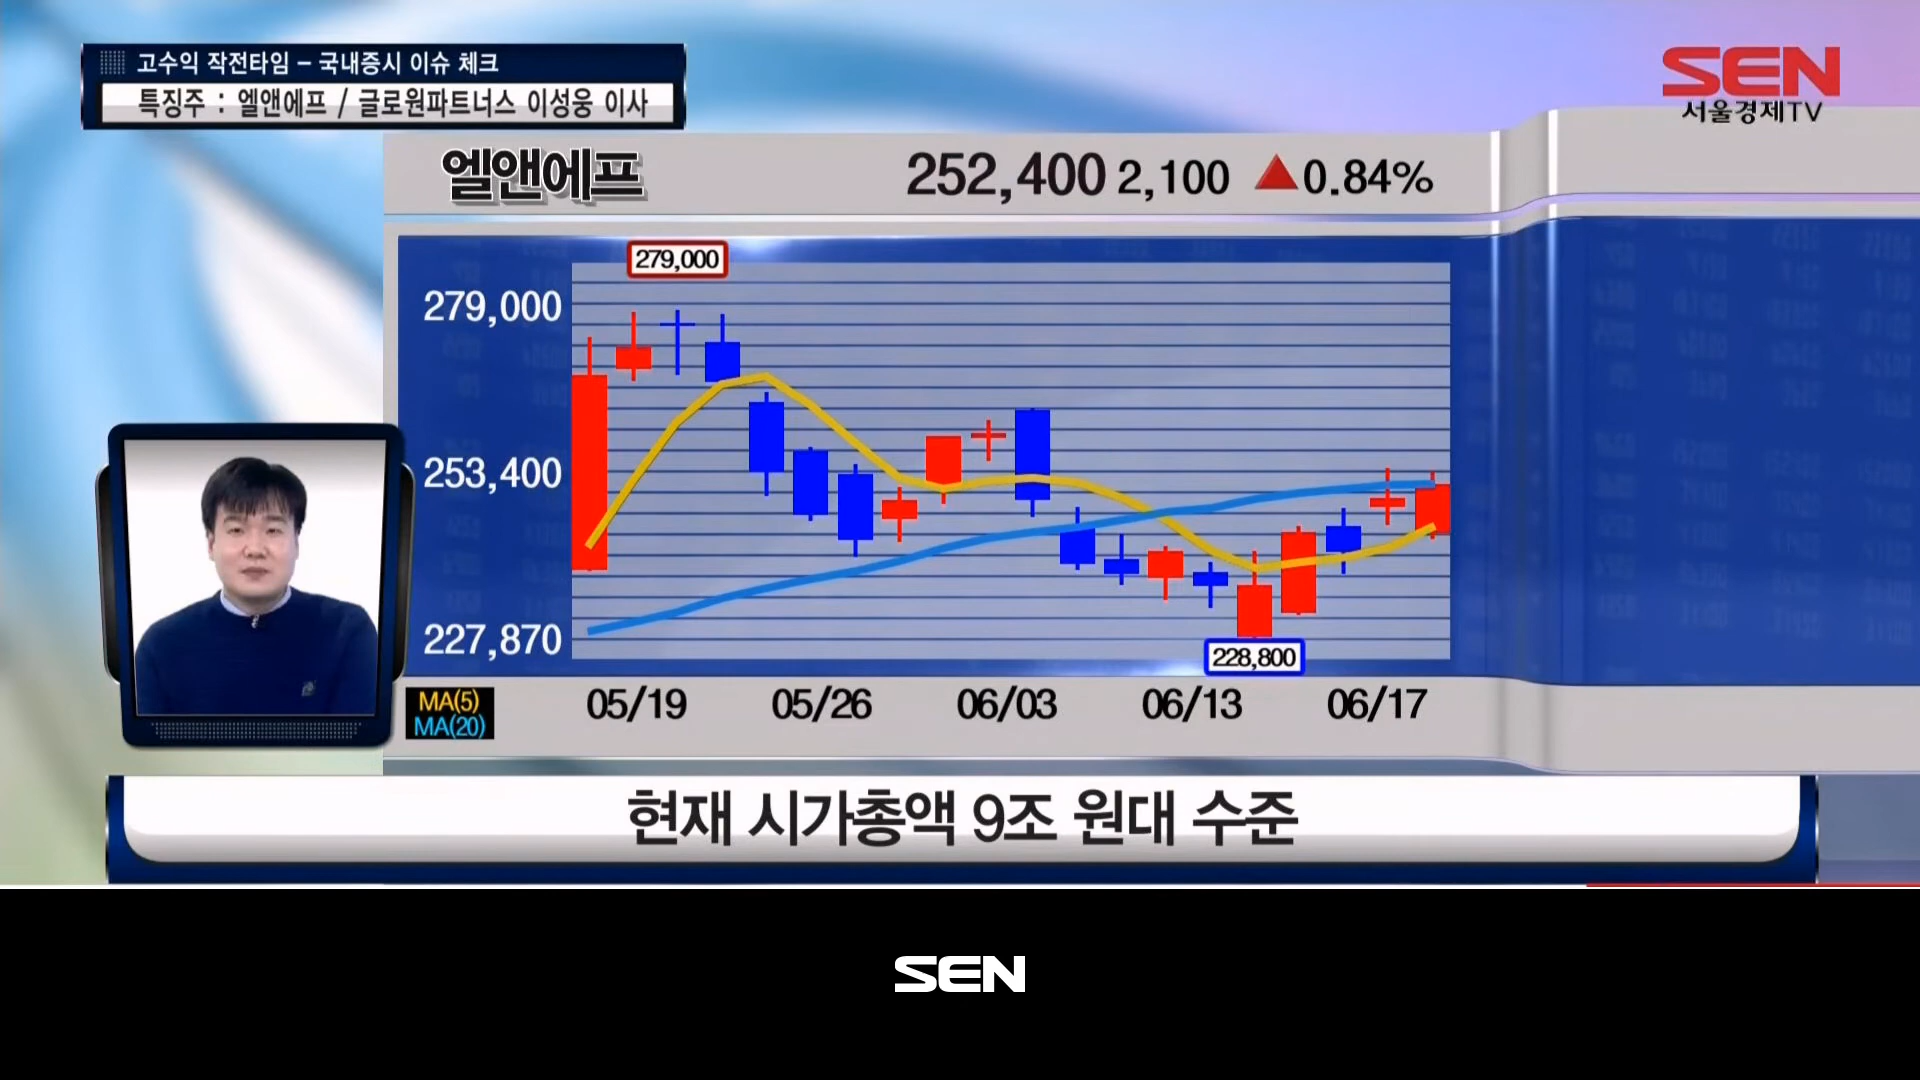 고수익 작전타임 – 국내증시 이슈 체크
특징주 : 엘앤에프 / 글로원파트너스 이성웅 이사
SEN
서울경제TV
엘앤에프 252,400 2,100 ▲0.84%
279,000
279,000
253,400
227,870
228,800
MA(5)
MA(20)
05/19 05/26 06/03 06/13 06/17
현재 시가총액 9조 원대 수준
SEN